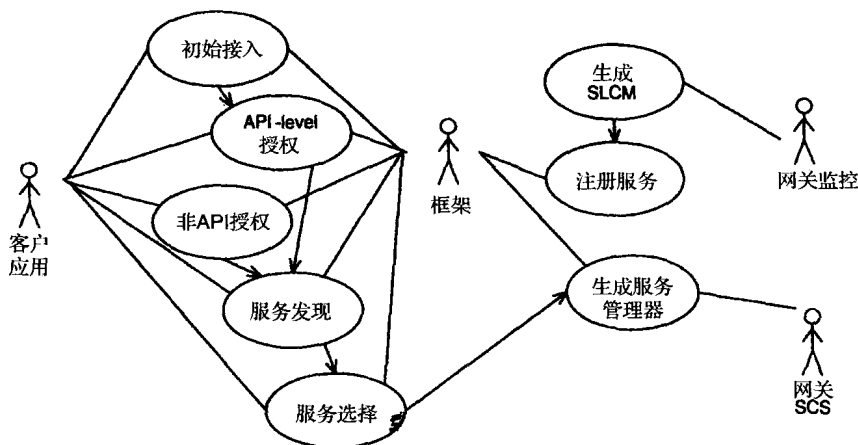 初始接入
API-level
授权
非API授权
服务发现
服务选择
客户
应用
框架
生成
SLCM
注册服务
生成服务
管理器
网关监控
网关
SCS